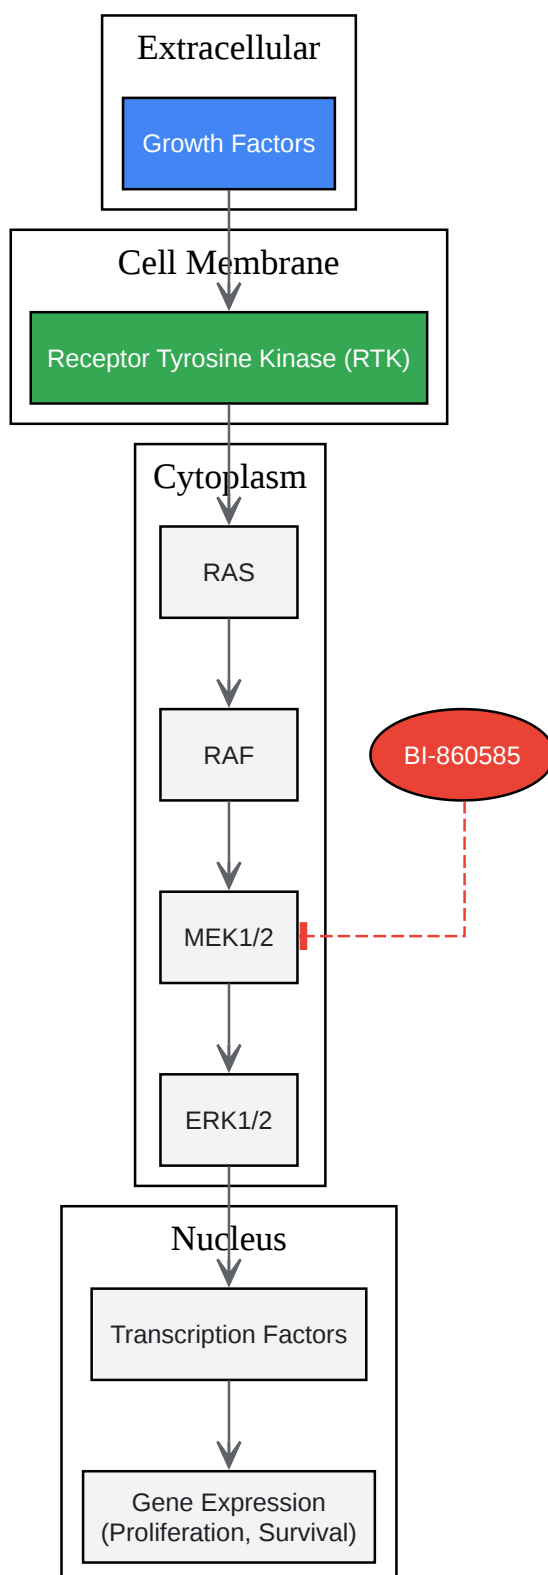 Extracellular
Growth Factors
Cell Membrane
Receptor Tyrosine Kinase (RTK)
Cytoplasm
RAS
RAF
BI-860585
MEK1/2
ERK1/2
Nucleus
Transcription Factors
Gene Expression
(Proliferation, Survival)